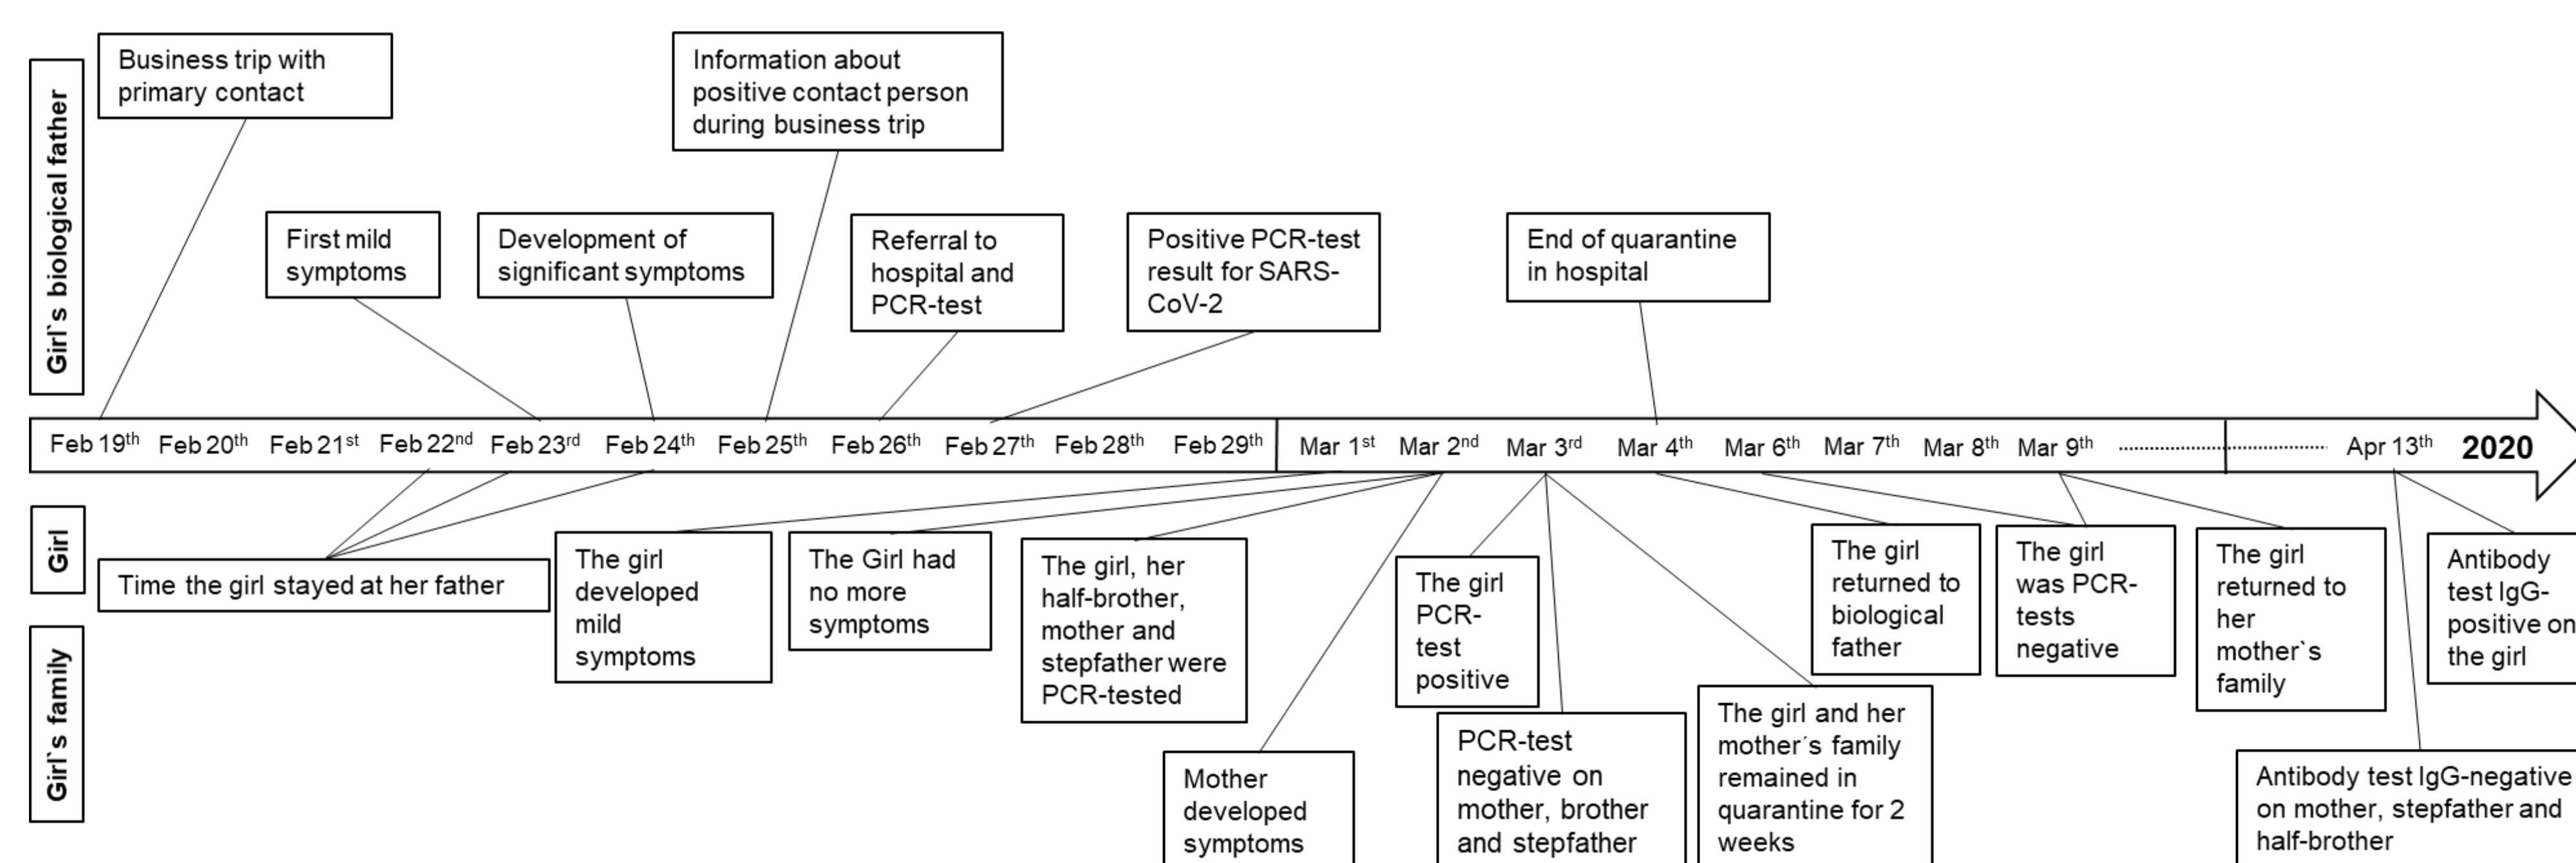 Girl`s biological father
Business trip with
primary contact
Information about
positive contact person
during business trip
First mild
symptoms
Development of
significant symptoms
Referral to
hospital and
PCR-test
Positive PCR-test
result for SARS-
CoV-2
End of quarantine
in hospital
Feb 19th Feb 20th Feb 21st Feb 22nd Feb 23rd Feb 24th Feb 25th Feb 26th Feb 27th Feb 28th Feb 29th Mar 1st Mar 2nd Mar 3rd Mar 4th Mar 6th Mar 7th Mar 8th Mar 9th Apr 13th 2020
Girl
Time the girl stayed at her father
The girl
developed
mild
symptoms
The Girl had
no more
symptoms
The girl, her
half-brother,
mother and
stepfather were
PCR-tested
The girl
PCR-
test
positive
The girl
returned to
biological
father
The girl
was PCR-
tests
negative
The girl
returned to
her
mother`s
family
Antibody
test IgG-
positive on
the girl
Girl`s family
Mother
developed
symptoms
PCR-test
negative on
mother, brother
and stepfather
The girl and her
mother´s family
remained in
quarantine for 2
weeks
Antibody test IgG-negative
on mother, stepfather and
half-brother